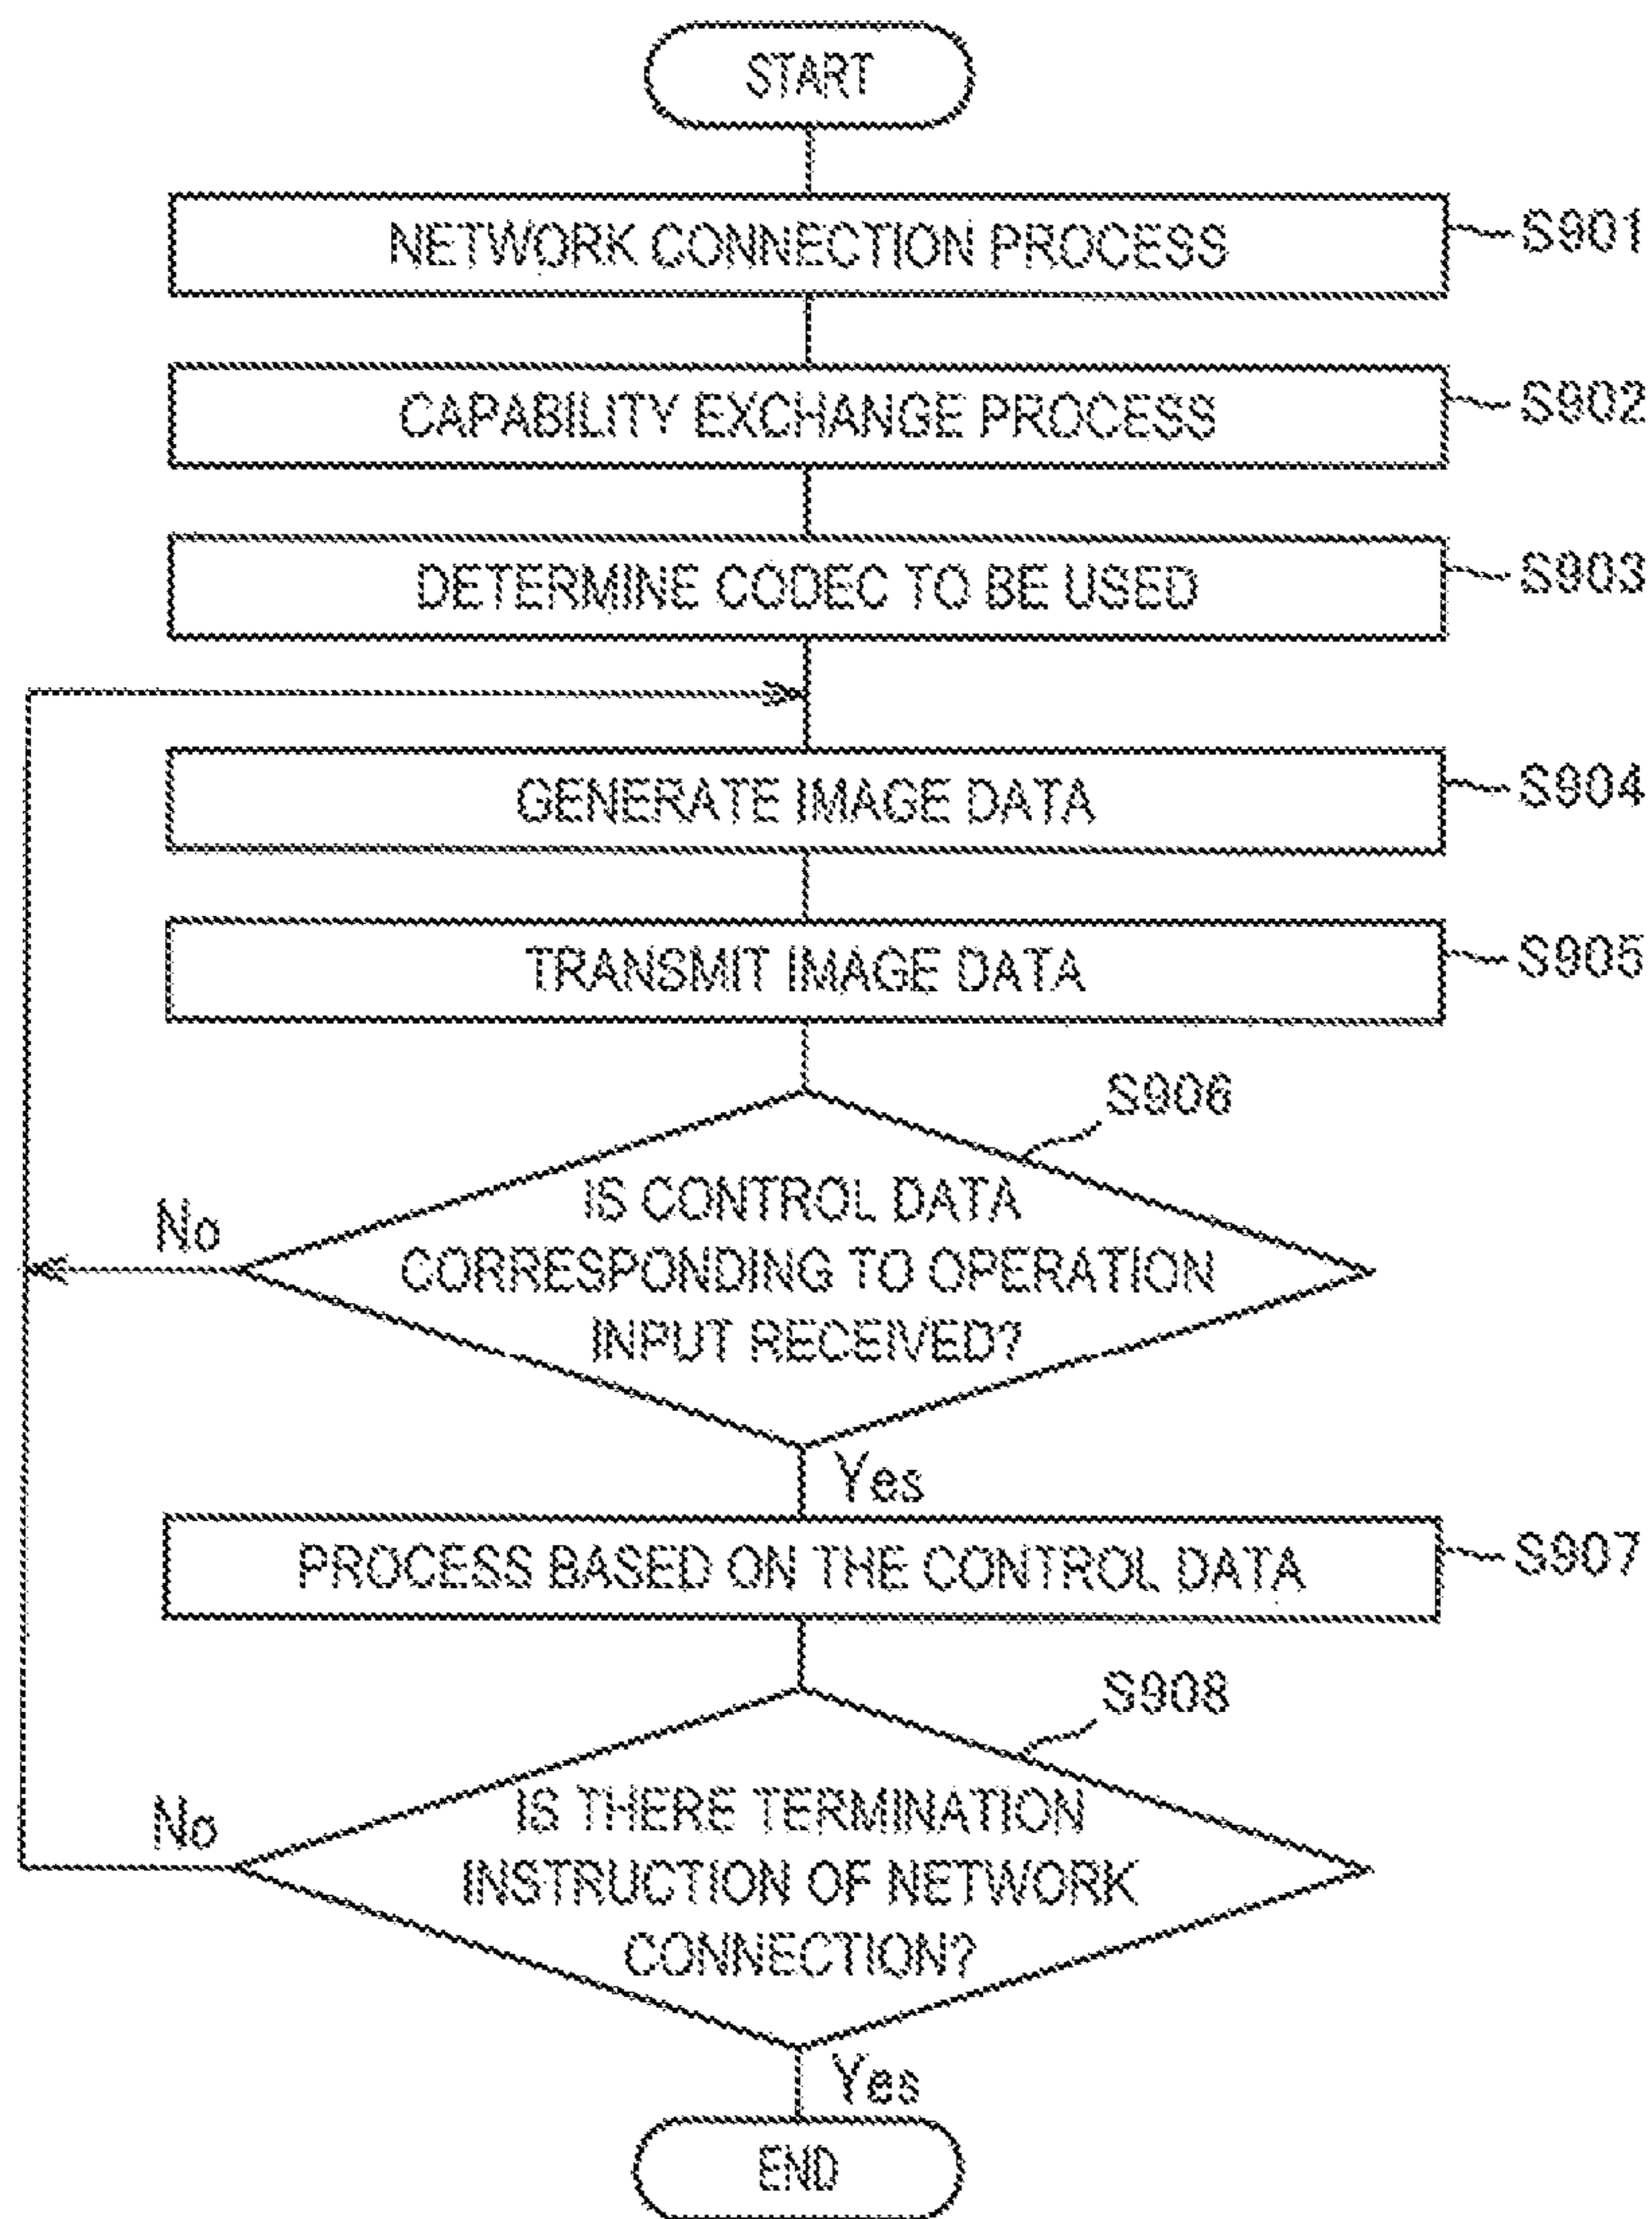 START
NETWORK CONNECTION PROCESS
S901
CAPABILITY EXCHANGE PROCESS
S902
DETERMINE CODEC TO BE USED
S903
GENERATE IMAGE DATA
S904
TRANSMIT IMAGE DATA
S905
S906
IS CONTROL DATA
CORRESPONDING TO OPERATION
INPUT RECEIVED?
No
Yes
PROCESS BASED ON THE CONTROL DATA
S907
S908
IS THERE TERMINATION
INSTRUCTION OF NETWORK
CONNECTION?
No
Yes
END